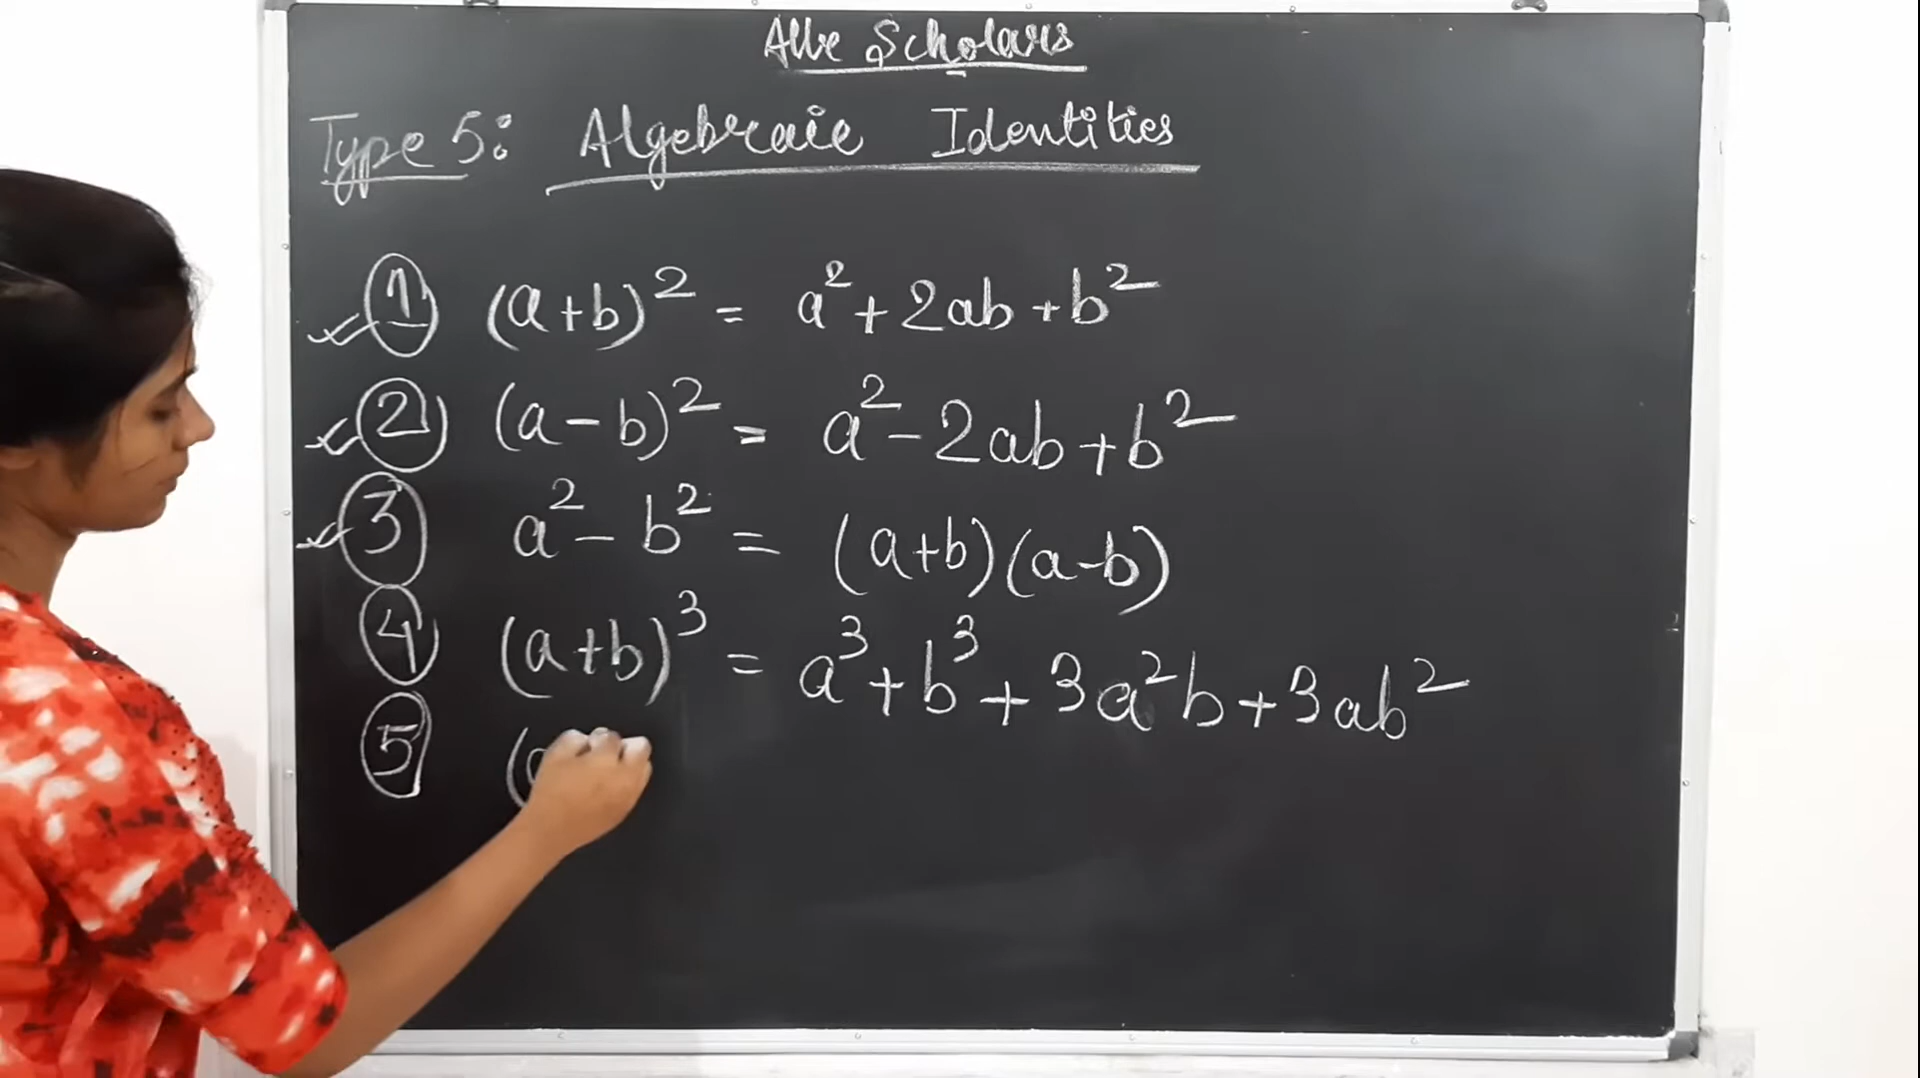 Alle Scholars
Type 5: Algebraic Identities
1 (a+b)² = a² + 2ab + b²
2 (a-b)² = a² - 2ab + b²
3 a² - b² = (a+b)(a-b)
4 (a+b)³ = a³ + b³ + 3a²b + 3ab²
5 (a